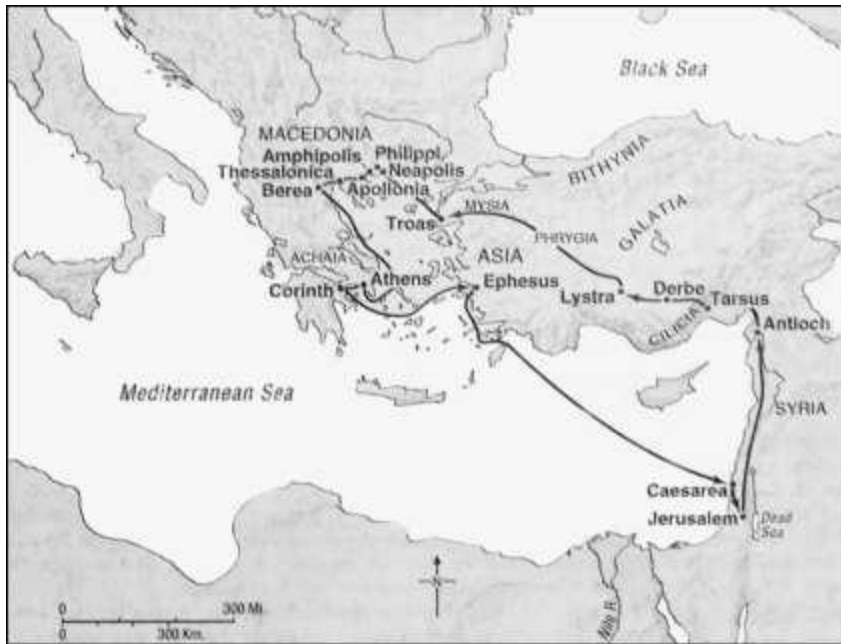 Black Sea
MACEDONIA
Amphipolis
Philippi
Thessalonica
Neapolis
Berea
Apollonia
BITHYNIA
MYSIA
Troas
GALATIA
PHRYGIA
ACHAIA
ASIA
Athens
Corinth
Ephesus
Lystra
Derbe
Tarsus
CILICIA
Antioch
Mediterranean Sea
SYRIA
Caesarea
Jerusalem
Dead
Sea
N
0 300 Mi.
0 300 Km.
Nile R.